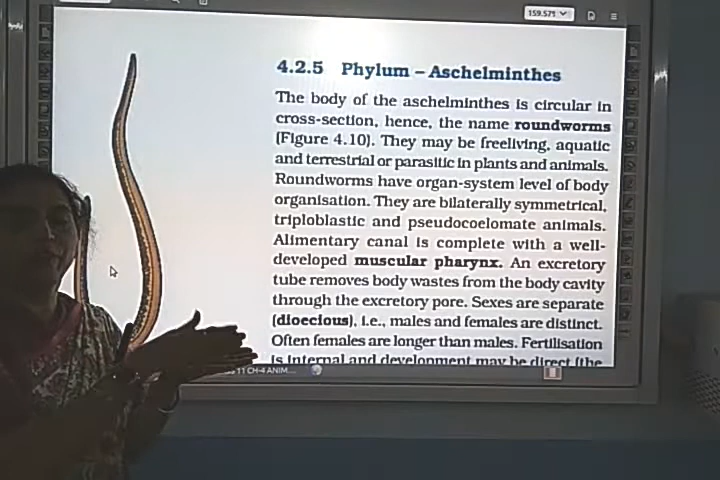 159.57%
4.2.5 Phylum – Aschelminthes
The body of the aschelminthes is circular in
cross-section, hence, the name roundworms
(Figure 4.10). They may be freeliving, aquatic
and terrestrial or parasitic in plants and animals.
Roundworms have organ-system level of body
organisation. They are bilaterally symmetrical,
triploblastic and pseudocoelomate animals.
Alimentary canal is complete with a well-
developed muscular pharynx. An excretory
tube removes body wastes from the body cavity
through the excretory pore. Sexes are separate
(dioecious), i.e., males and females are distinct.
Often females are longer than males. Fertilisation
is internal and development may be direct (the
11 CH-4 ANIM...